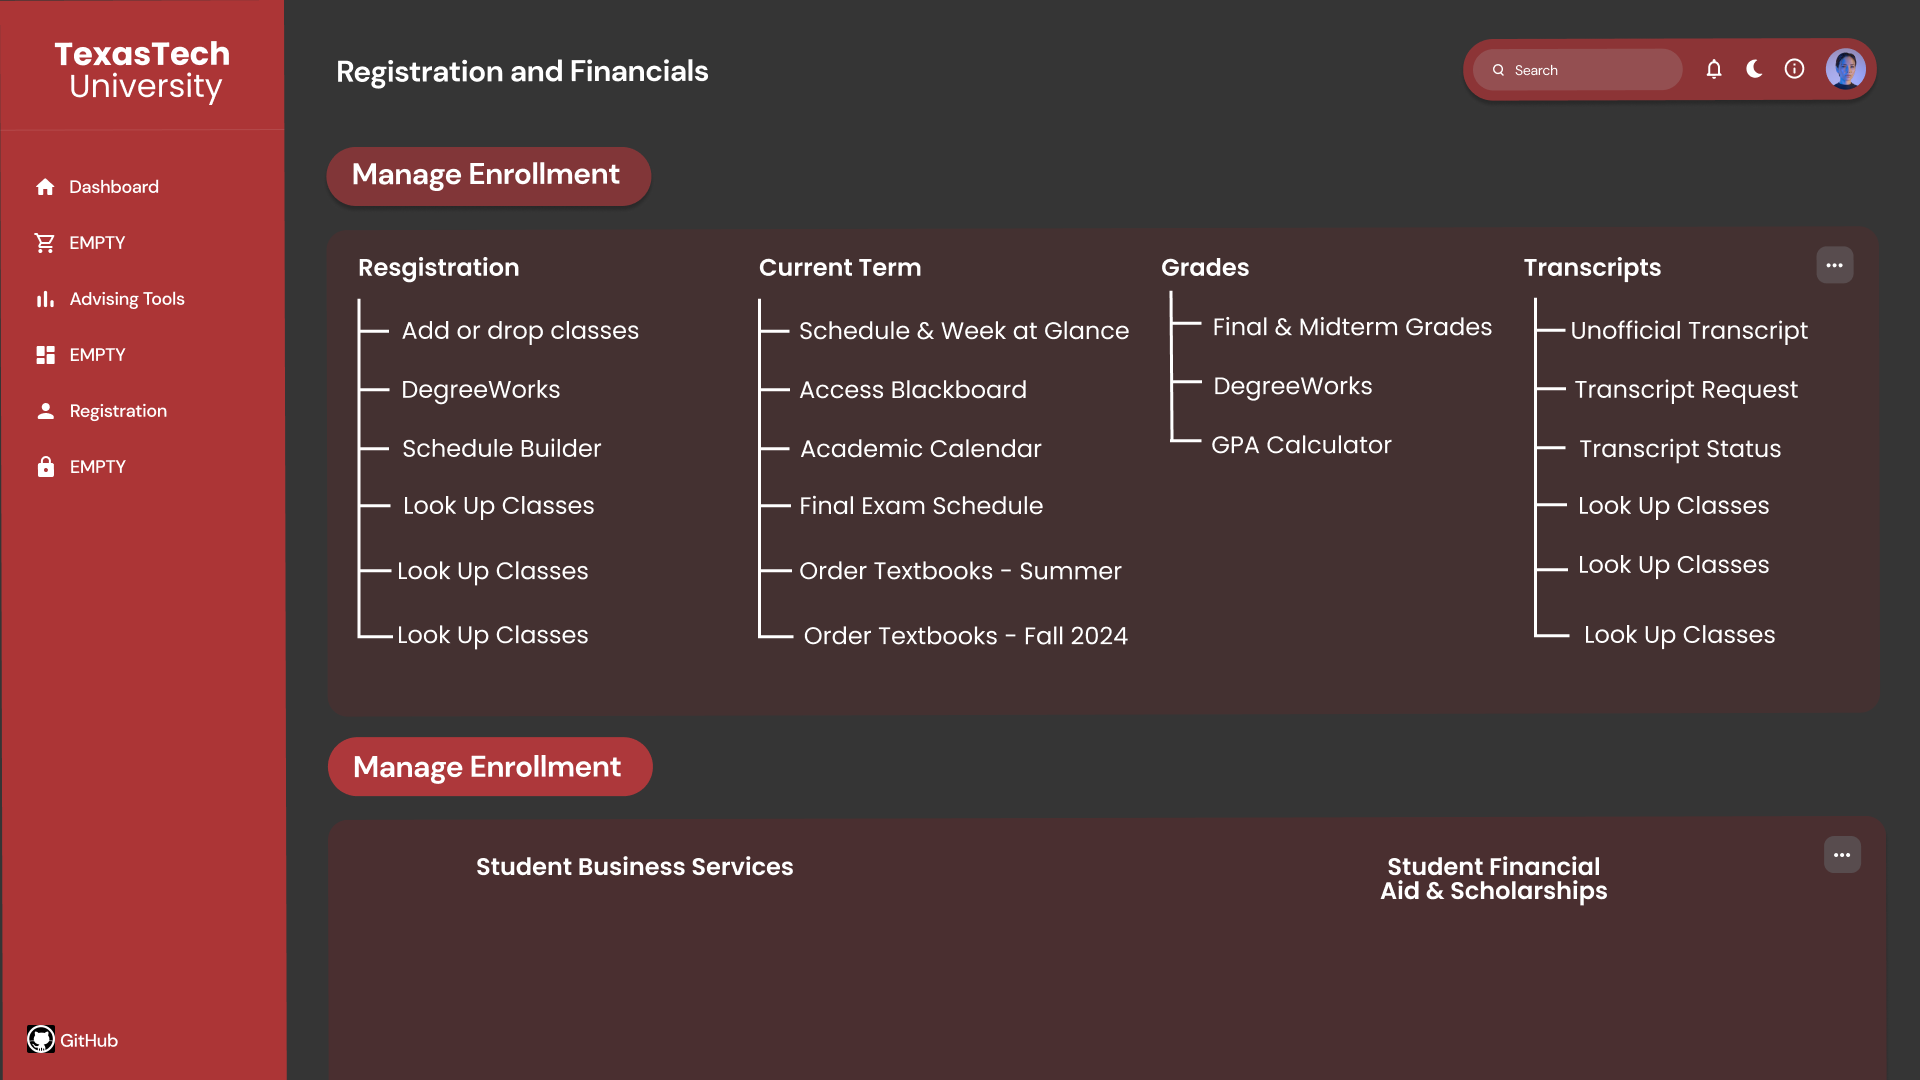 TexasTech
University
Dashboard
EMPTY
Advising Tools
EMPTY
Registration
EMPTY
GitHub
Registration and Financials
Search
Manage Enrollment
Resgistration
Add or drop classes
DegreeWorks
Schedule Builder
Look Up Classes
Look Up Classes
Look Up Classes
Current Term
Schedule & Week at Glance
Access Blackboard
Academic Calendar
Final Exam Schedule
Order Textbooks - Summer
Order Textbooks - Fall 2024
Grades
Final & Midterm Grades
DegreeWorks
GPA Calculator
Transcripts
Unofficial Transcript
Transcript Request
Transcript Status
Look Up Classes
Look Up Classes
Look Up Classes
Manage Enrollment
Student Business Services
Student Financial
Aid & Scholarships